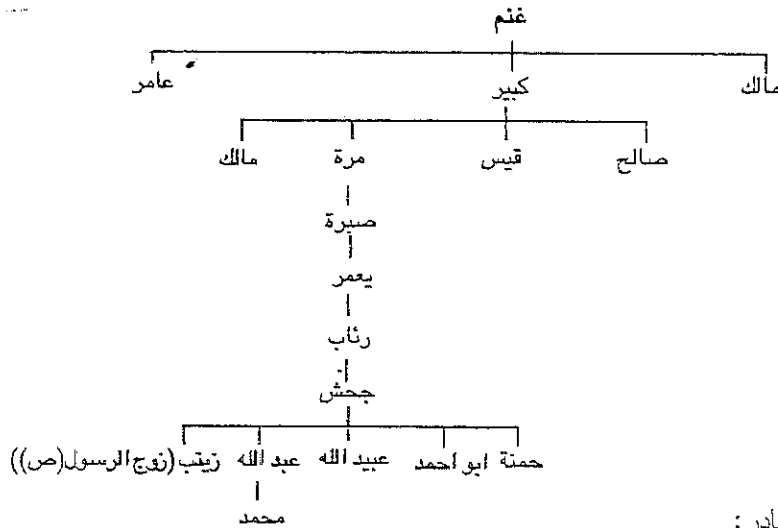 غنم
مالك كبير عامر
صالح قيس مرة مالك
صبرة
يعمر
رئاب
جحش
حمنة ابو احمد عبيد الله عبد الله زينب (زوج الرسول(ص))
محمد